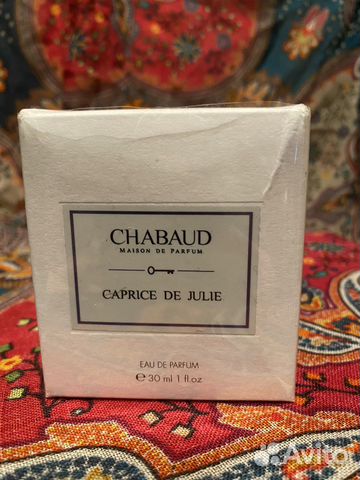 CHABAUD
MAISON DE PARFUM
CAPRICE DE JULIE
EAU DE PARFUM
℮ 30 ml 1 fl.oz
Avito